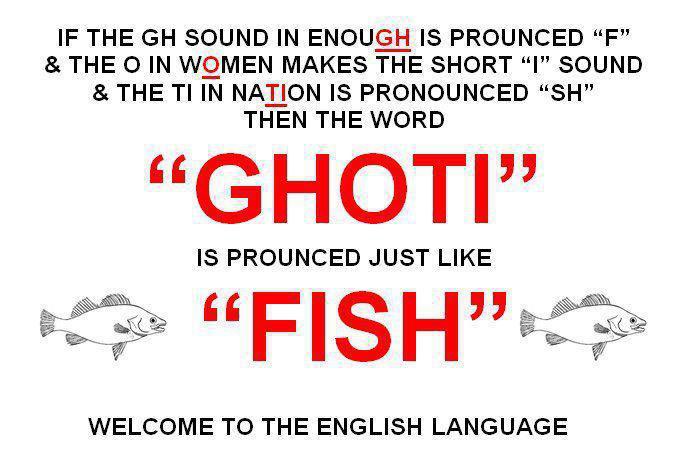 IF THE GH SOUND IN ENOUGH IS PROUNCED “F”
& THE O IN WOMEN MAKES THE SHORT “I” SOUND
& THE TI IN NATION IS PRONOUNCED “SH”
THEN THE WORD
“GHOTI”
IS PROUNCED JUST LIKE
“FISH”
WELCOME TO THE ENGLISH LANGUAGE